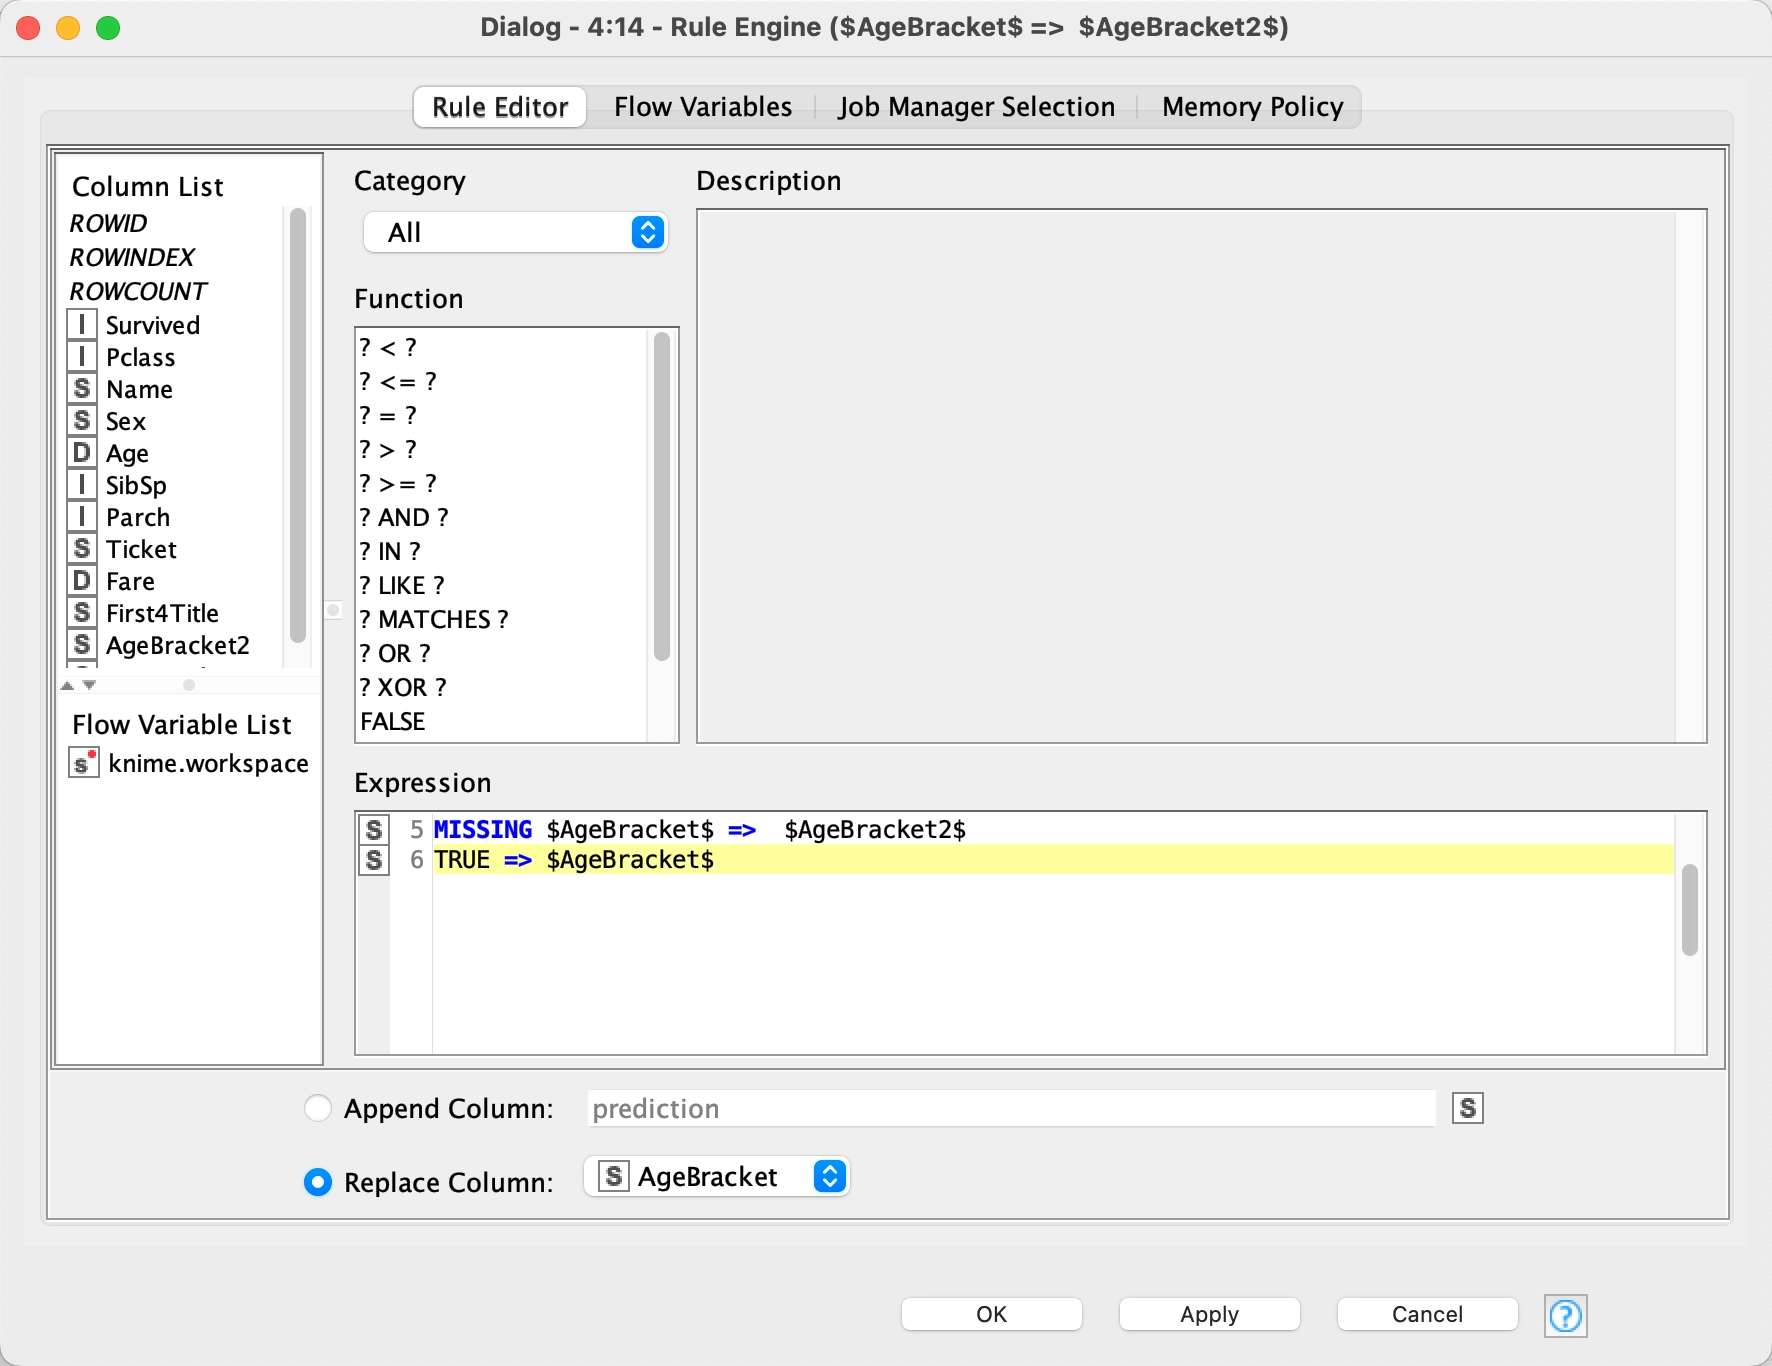 Dialog - 4:14 - Rule Engine ($AgeBracket$ =>  $AgeBracket2$)
Rule Editor
Flow Variables
Job Manager Selection
Memory Policy
Column List
ROWID
ROWINDEX
ROWCOUNT
I Survived
I Pclass
S Name
S Sex
D Age
I SibSp
I Parch
S Ticket
D Fare
S First4Title
S AgeBracket2
Flow Variable List
s knime.workspace
Category
All
Function
? < ?
? <= ?
? = ?
? > ?
? >= ?
? AND ?
? IN ?
? LIKE ?
? MATCHES ?
? OR ?
? XOR ?
FALSE
Description
Expression
S 5 MISSING $AgeBracket$ =>  $AgeBracket2$
S 6 TRUE => $AgeBracket$
Append Column: prediction S
Replace Column: S AgeBracket
OK
Apply
Cancel
?